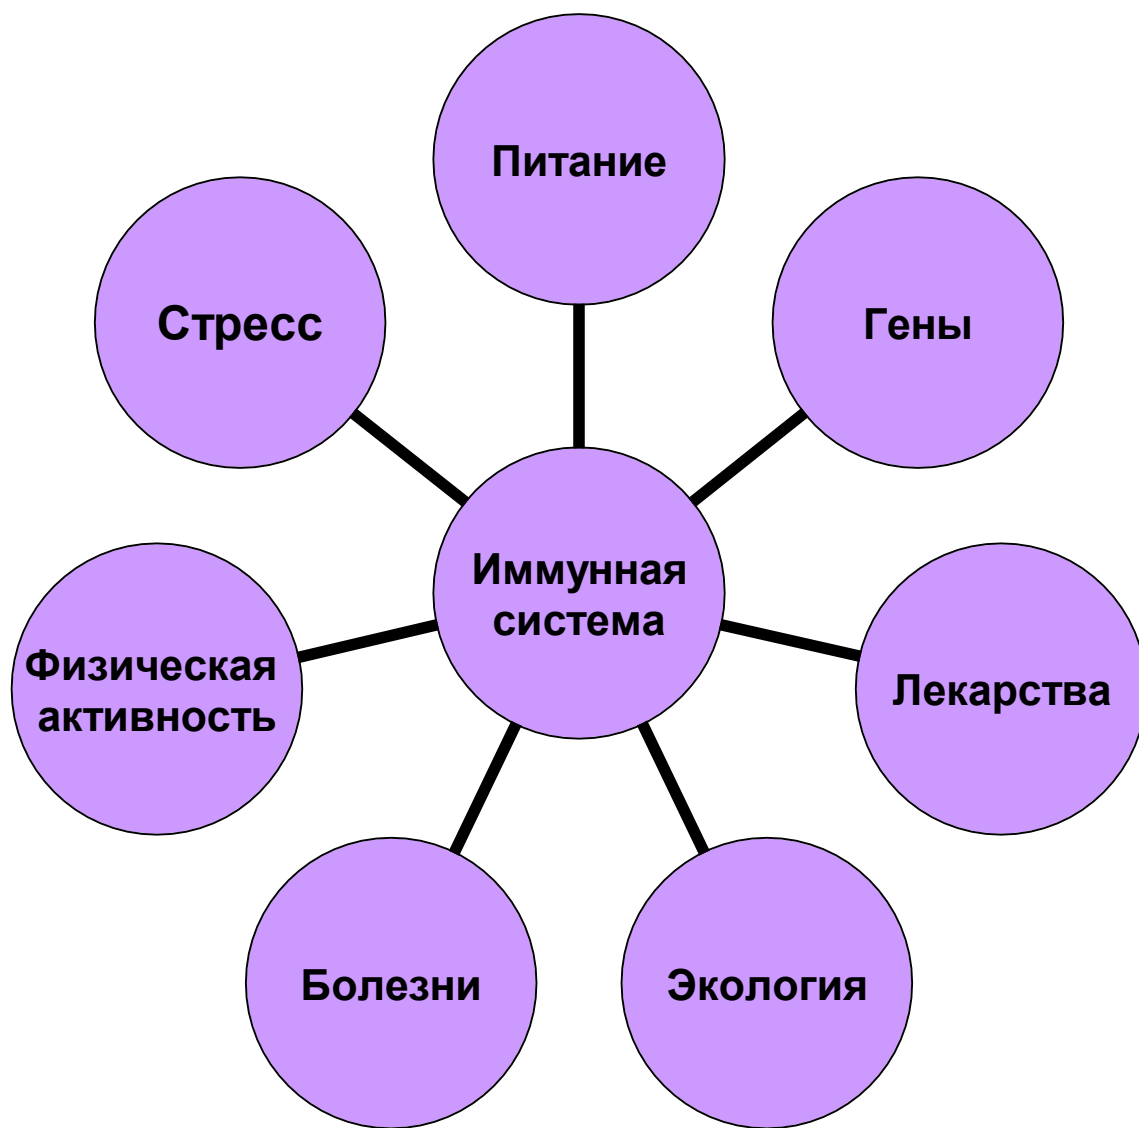 Питание
Стресс
Гены
Иммунная
система
Физическая
активность
Лекарства
Болезни
Экология